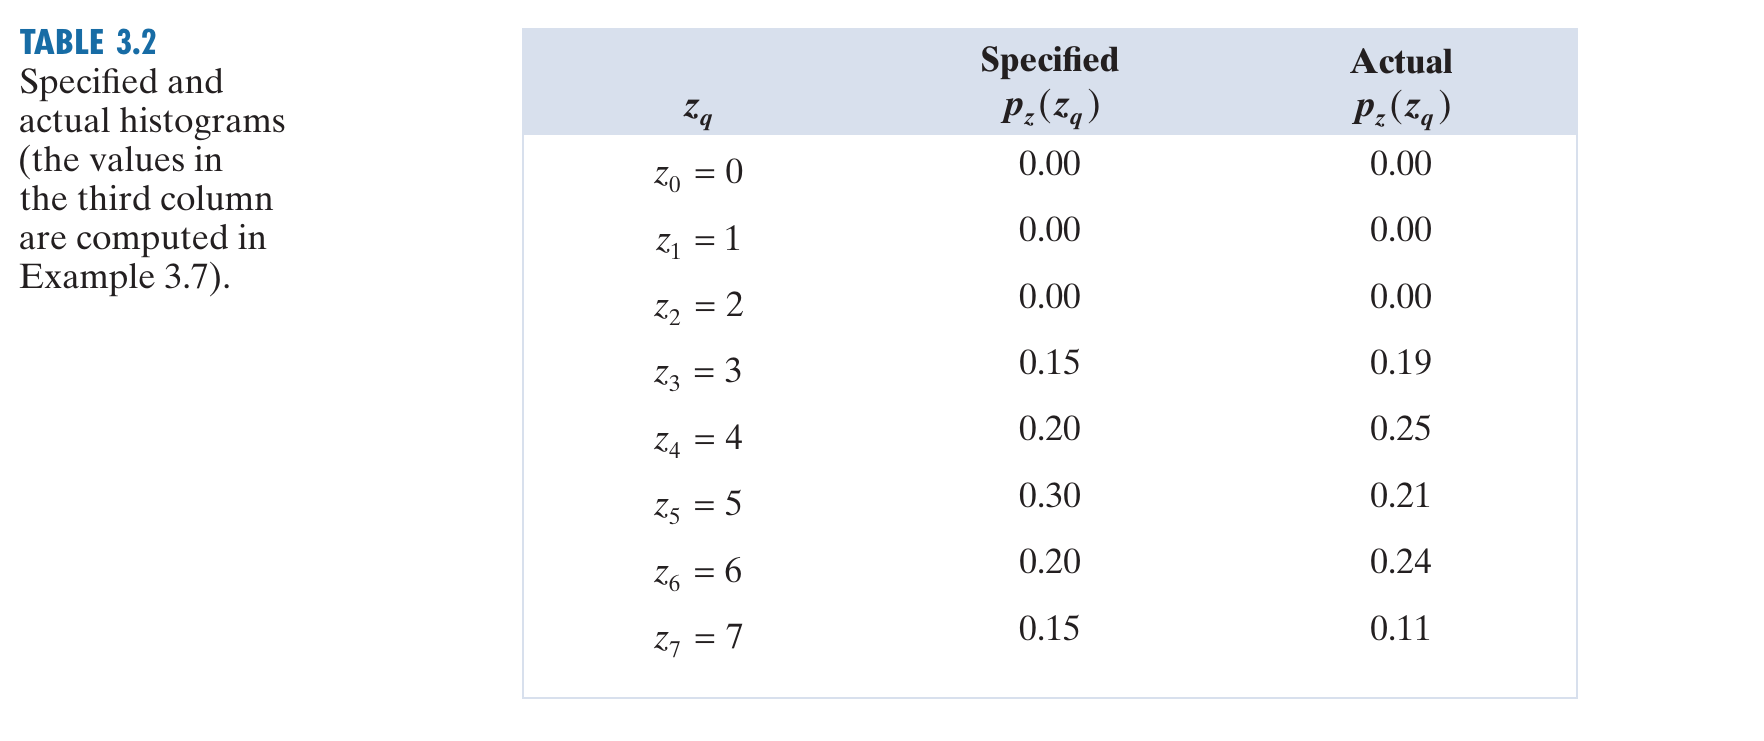 TABLE 3.2
Specified and
actual histograms
(the values in
the third column
are computed in
Example 3.7).
Specified Actual
z_q p_z(z_q) p_z(z_q)
z_0 = 0 0.00 0.00
z_1 = 1 0.00 0.00
z_2 = 2 0.00 0.00
z_3 = 3 0.15 0.19
z_4 = 4 0.20 0.25
z_5 = 5 0.30 0.21
z_6 = 6 0.20 0.24
z_7 = 7 0.15 0.11